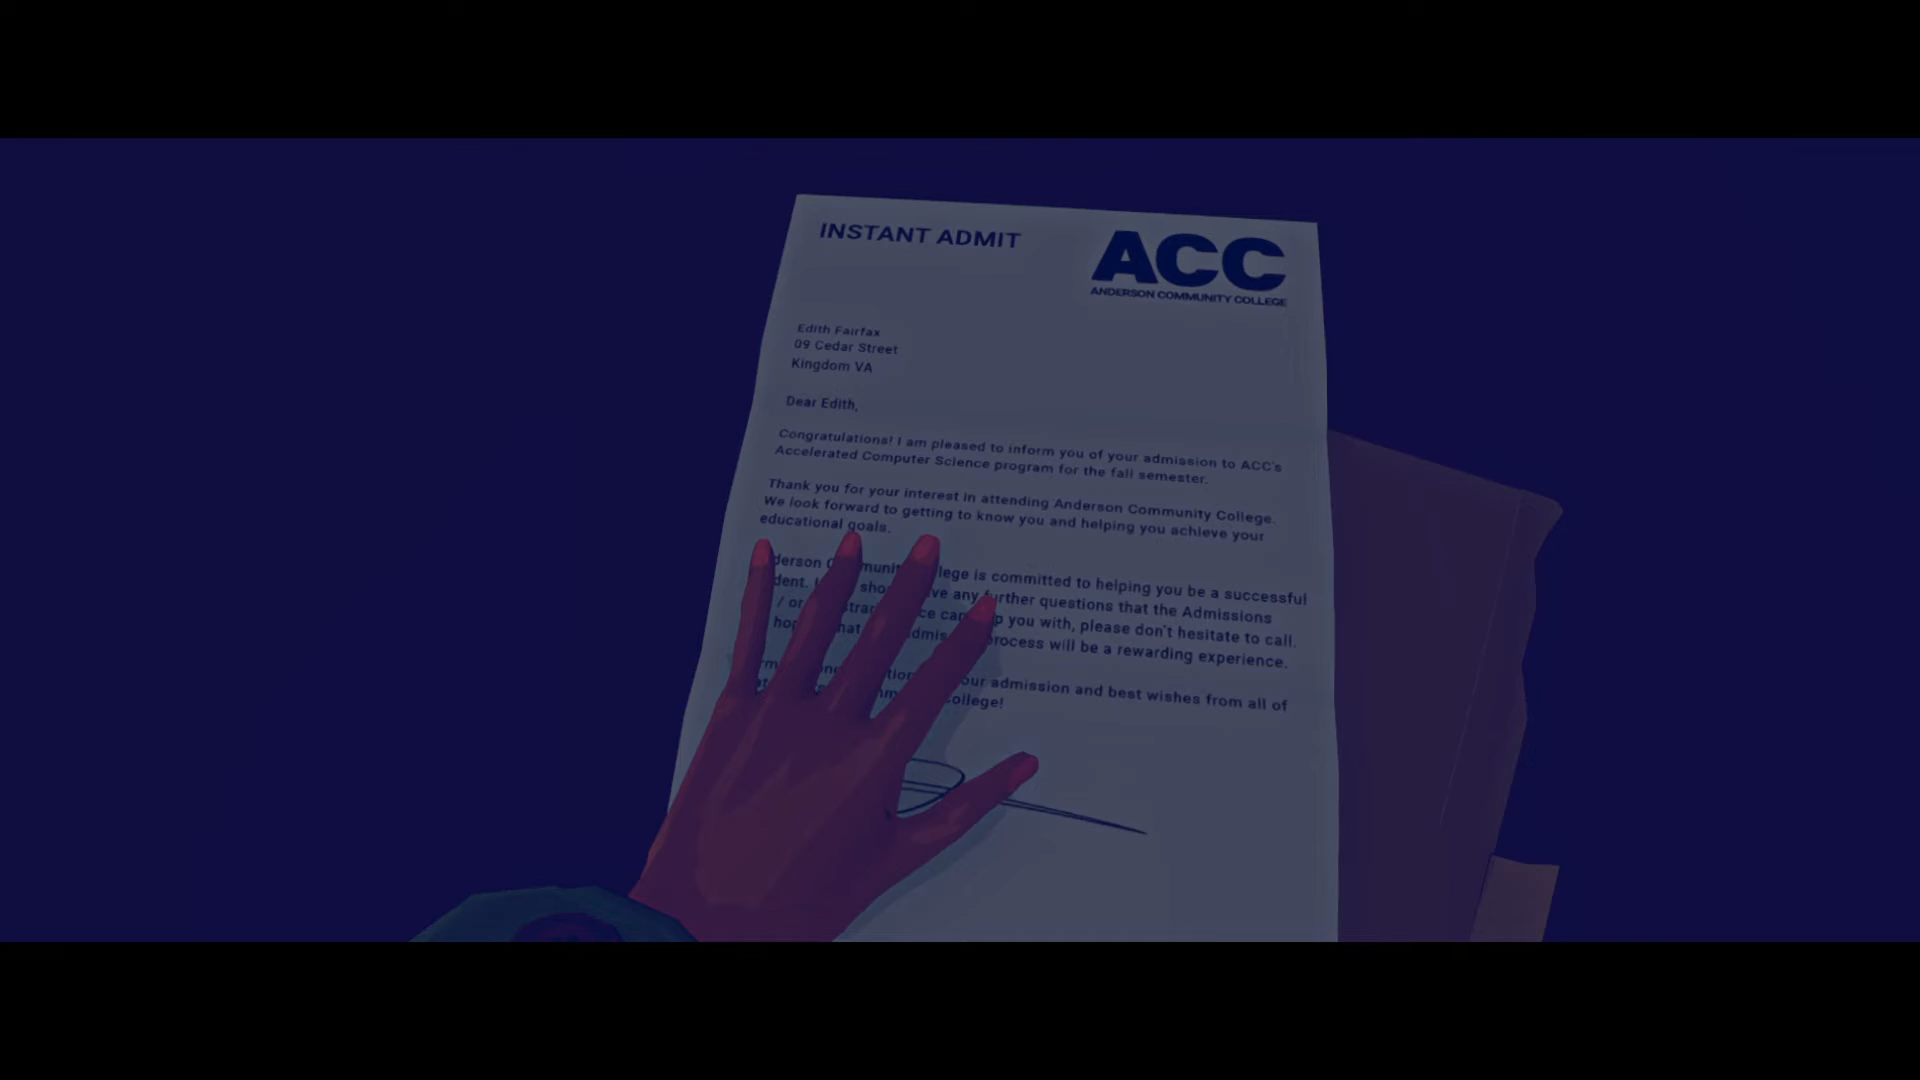 INSTANT ADMIT
ACC
ANDERSON COMMUNITY COLLEGE
Edith Fairfax
09 Cedar Street
Kingdom VA
Dear Edith,
Congratulations! I am pleased to inform you of your admission to ACC's
Accelerated Computer Science program for the fall semester.
Thank you for your interest in attending Anderson Community College.
We look forward to getting to know you and helping you achieve your
educational goals.
is committed to helping you be a successful
any further questions that the Admissions
/ or you with, please don't hesitate to call.
process will be a rewarding experience.
admission and best wishes from all of
College!